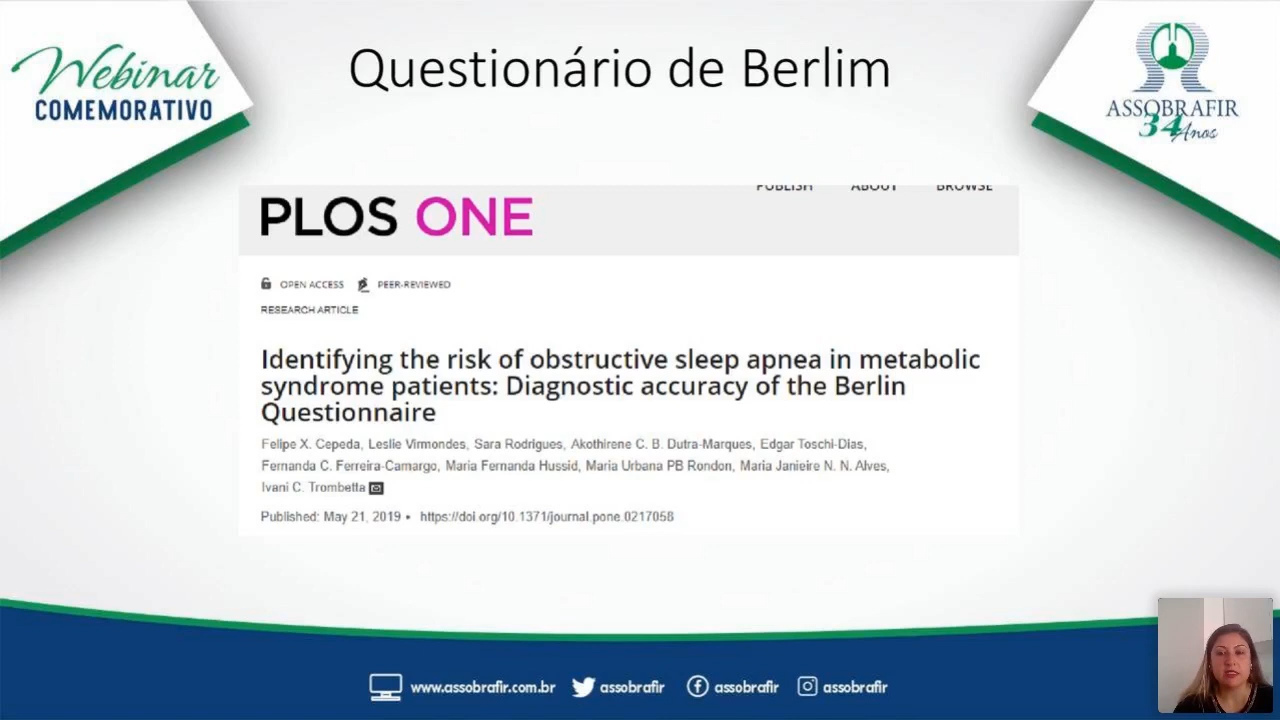 Webinar
COMEMORATIVO
Questionário de Berlim
ASSOBRAFIR
34 Anos
PUBLISH ABOUT BROWSE
PLOS ONE
OPEN ACCESS PEER-REVIEWED
RESEARCH ARTICLE
Identifying the risk of obstructive sleep apnea in metabolic
syndrome patients: Diagnostic accuracy of the Berlin
Questionnaire
Felipe X. Cepeda, Leslie Virmondes, Sara Rodrigues, Akothirene C. B. Dutra-Marques, Edgar Toschi-Dias,
Fernanda C. Ferreira-Camargo, Maria Fernanda Hussid, Maria Urbana PB Rondon, Maria Janieire N. N. Alves,
Ivani C. Trombetta
Published: May 21, 2019 • https://doi.org/10.1371/journal.pone.0217058
www.assobrafir.com.br assobrafir assobrafir assobrafir